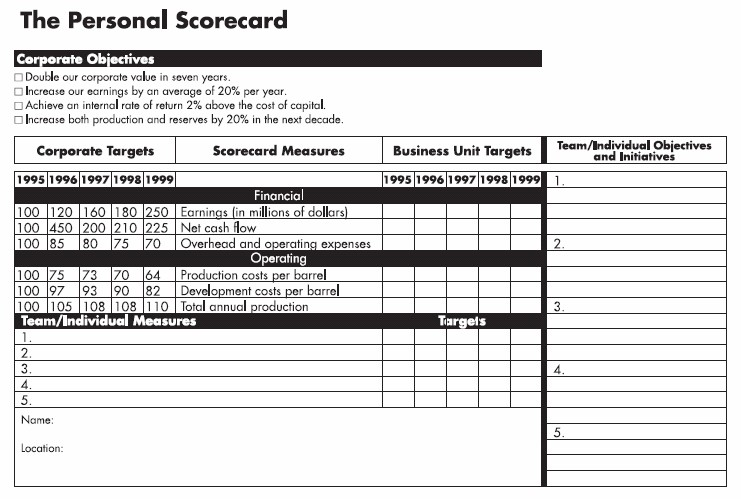 The Personal Scorecard
Corporate Objectives
□ Double our corporate value in seven years.
□ Increase our earnings by an average of 20% per year.
□ Achieve an internal rate of return 2% above the cost of capital.
□ Increase both production and reserves by 20% in the next decade.
Corporate Targets Scorecard Measures Business Unit Targets Team/Individual Objectives
and Initiatives
1995 1996 1997 1998 1999 1995 1996 1997 1998 1999 1.
Financial
100 120 160 180 250 Earnings (in millions of dollars)
100 450 200 210 225 Net cash flow
100 85 80 75 70 Overhead and operating expenses 2.
Operating
100 75 73 70 64 Production costs per barrel
100 97 93 90 82 Development costs per barrel
100 105 108 108 110 Total annual production 3.
Team/Individual Measures Targets
1.
2.
3. 4.
4.
5.
Name:
5.
Location: